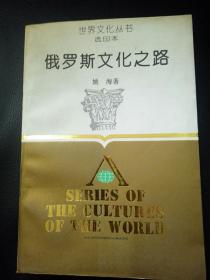 世界文化丛书
选印本
俄罗斯文化之路
姚 海著
A
SERIES OF
THE CULTURES
OF THE WORLD